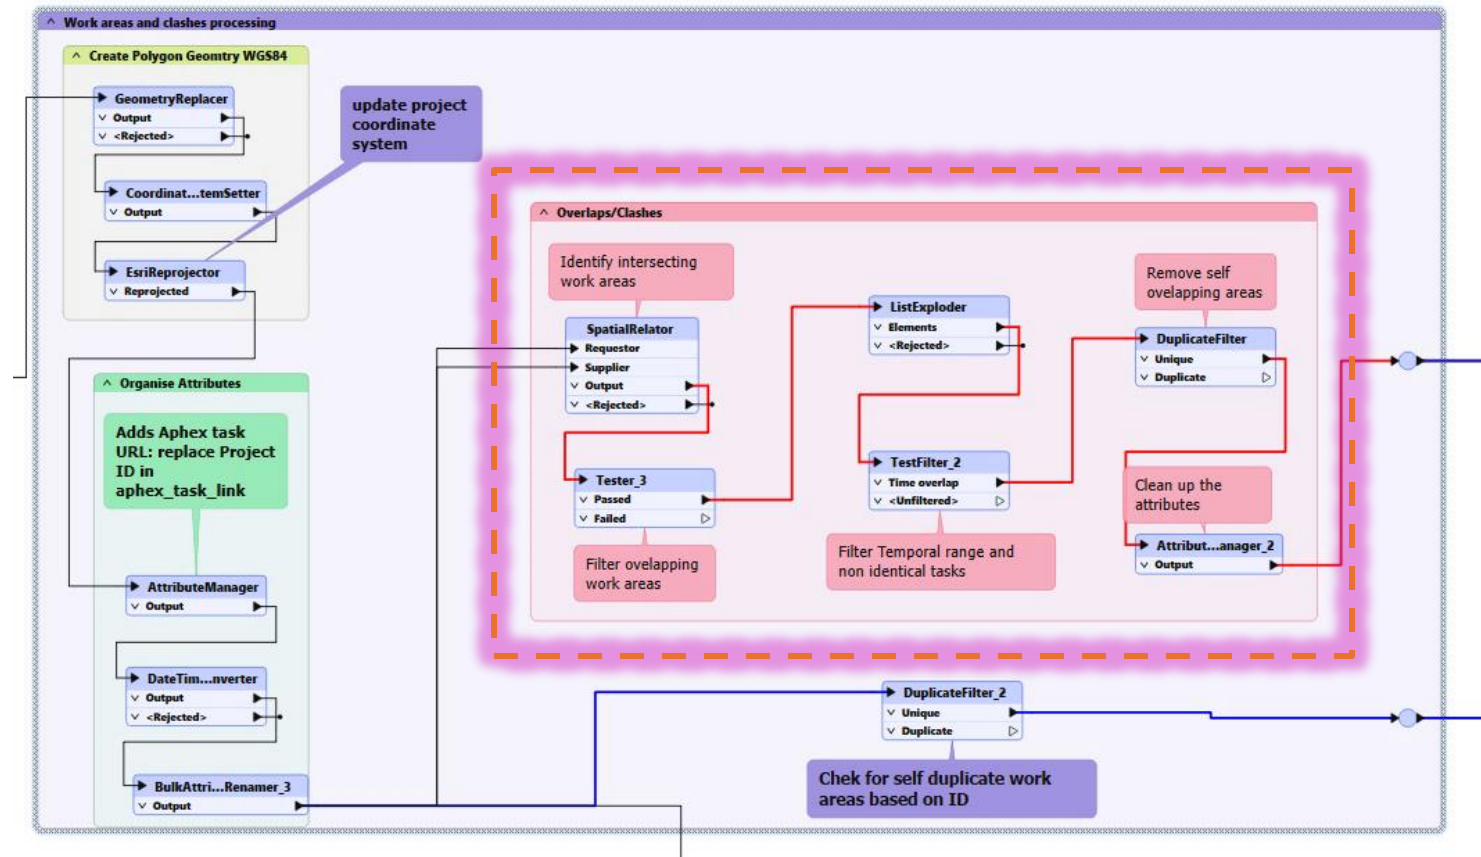 Work areas and clashes processing
Create Polygon Geomtry WGS84
GeometryReplacer
Output
<Rejected>
Coordinat...temSetter
Output
EsriReprojector
Reprojected
update project
coordinate
system
Organise Attributes
Adds Aphex task
URL: replace Project
ID in
aphex_task_link
AttributeManager
Output
DateTim...nverter
Output
<Rejected>
BulkAttri...Renamer_3
Output
Overlaps/Clashes
Identify intersecting
work areas
SpatialRelator
Requestor
Supplier
Output
<Rejected>
Tester_3
Passed
Failed
Filter ovelapping
work areas
ListExploder
Elements
<Rejected>
TestFilter_2
Time overlap
<Unfiltered>
Filter Temporal range and
non identical tasks
Remove self
ovelapping areas
DuplicateFilter
Unique
Duplicate
Clean up the
attributes
Attribut...anager_2
Output
DuplicateFilter_2
Unique
Duplicate
Chek for self duplicate work
areas based on ID